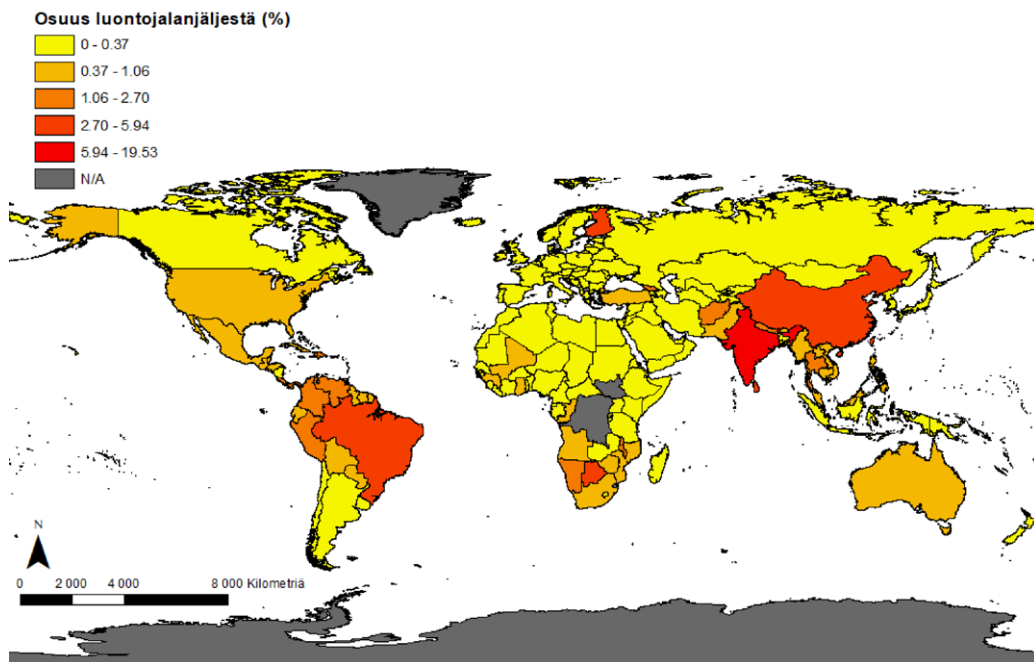 Osuus luontojalanjäljestä (%)
0 - 0.37
0.37 - 1.06
1.06 - 2.70
2.70 - 5.94
5.94 - 19.53
N/A
N
0 2 000 4 000 8 000 Kilometriä